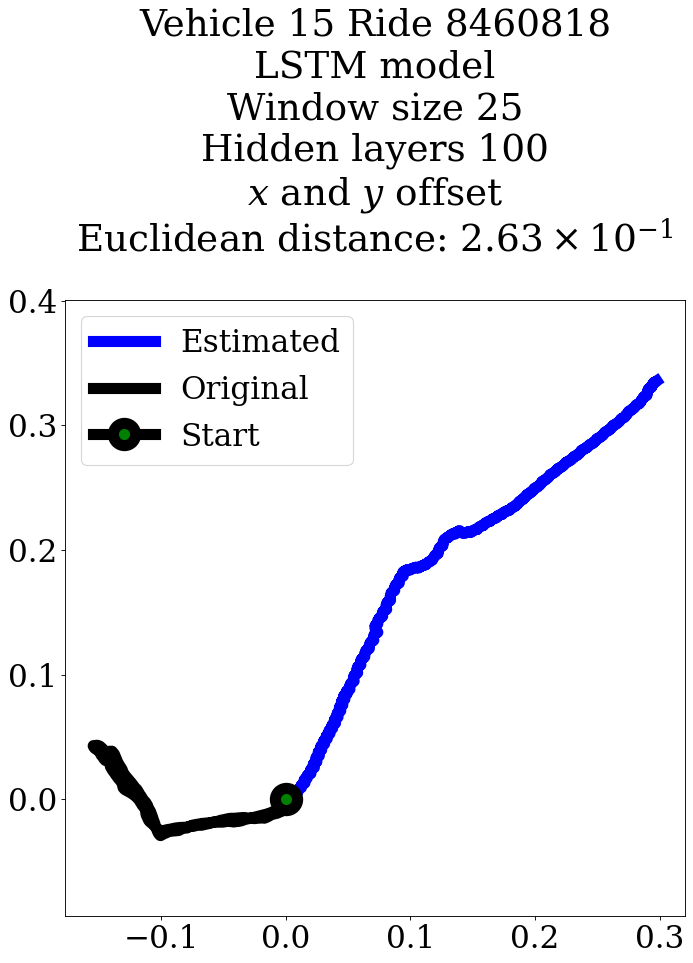 Vehicle 15 Ride 8460818
LSTM model
Window size 25
Hidden layers 100
x and y offset
Euclidean distance: 2.63 × 10⁻¹
Estimated
Original
Start
0.4
0.3
0.2
0.1
0.0
−0.1 0.0 0.1 0.2 0.3